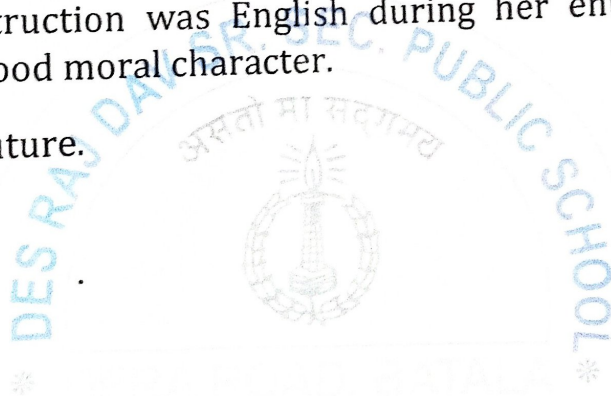 truction was English during her en
ood moral character.
ture.
DES RAJ DAV SR. SEC. PUBLIC SCHOOL
असतो मा सद्गमय